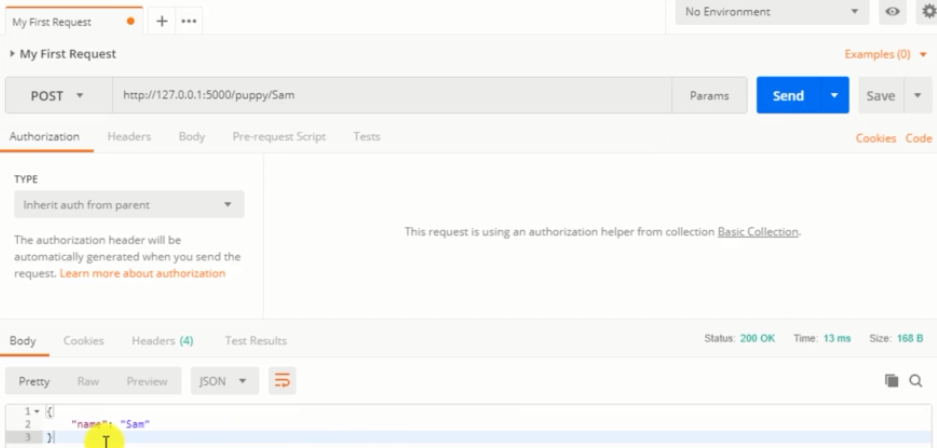 My First Request
No Environment
My First Request
Examples (0)
POST http://127.0.0.1:5000/puppy/Sam Params Send Save
Authorization Headers Body Pre-request Script Tests Cookies Code
TYPE
Inherit auth from parent
The authorization header will be
automatically generated when you send the
request. Learn more about authorization
This request is using an authorization helper from collection Basic Collection.
Body Cookies Headers (4) Test Results Status: 200 OK Time: 13 ms Size: 168 B
Pretty Raw Preview JSON
1 {
2 "name": "Sam"
3 }